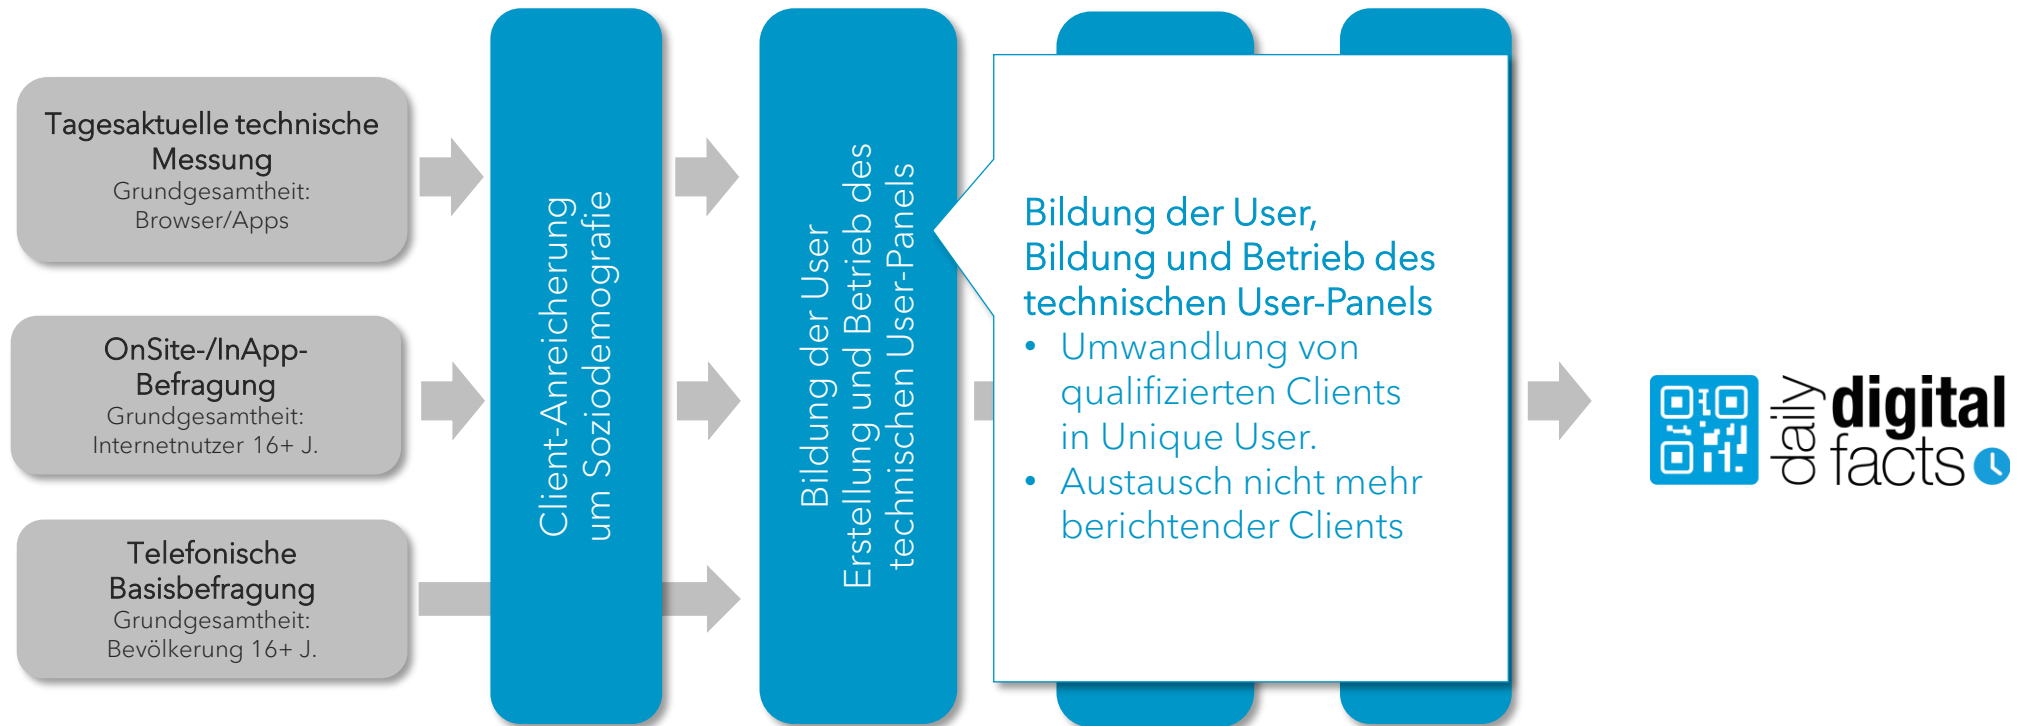 Tagesaktuelle technische
Messung
Grundgesamtheit:
Browser/Apps
OnSite-/InApp-
Befragung
Grundgesamtheit:
Internetnutzer 16+ J.
Telefonische
Basisbefragung
Grundgesamtheit:
Bevölkerung 16+ J.
Client-Anreicherung
um Soziodemografie
Bildung der User
Erstellung und Betrieb des
technischen User-Panels
Bildung der User,
Bildung und Betrieb des
technischen User-Panels
• Umwandlung von
qualifizierten Clients
in Unique User.
• Austausch nicht mehr
berichtender Clients
daily
digital
facts